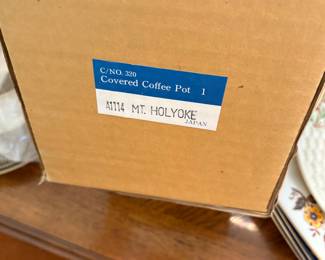 C/NO. 320
Covered Coffee Pot 1
A1114 MT. HOLYOKE
JAPAN